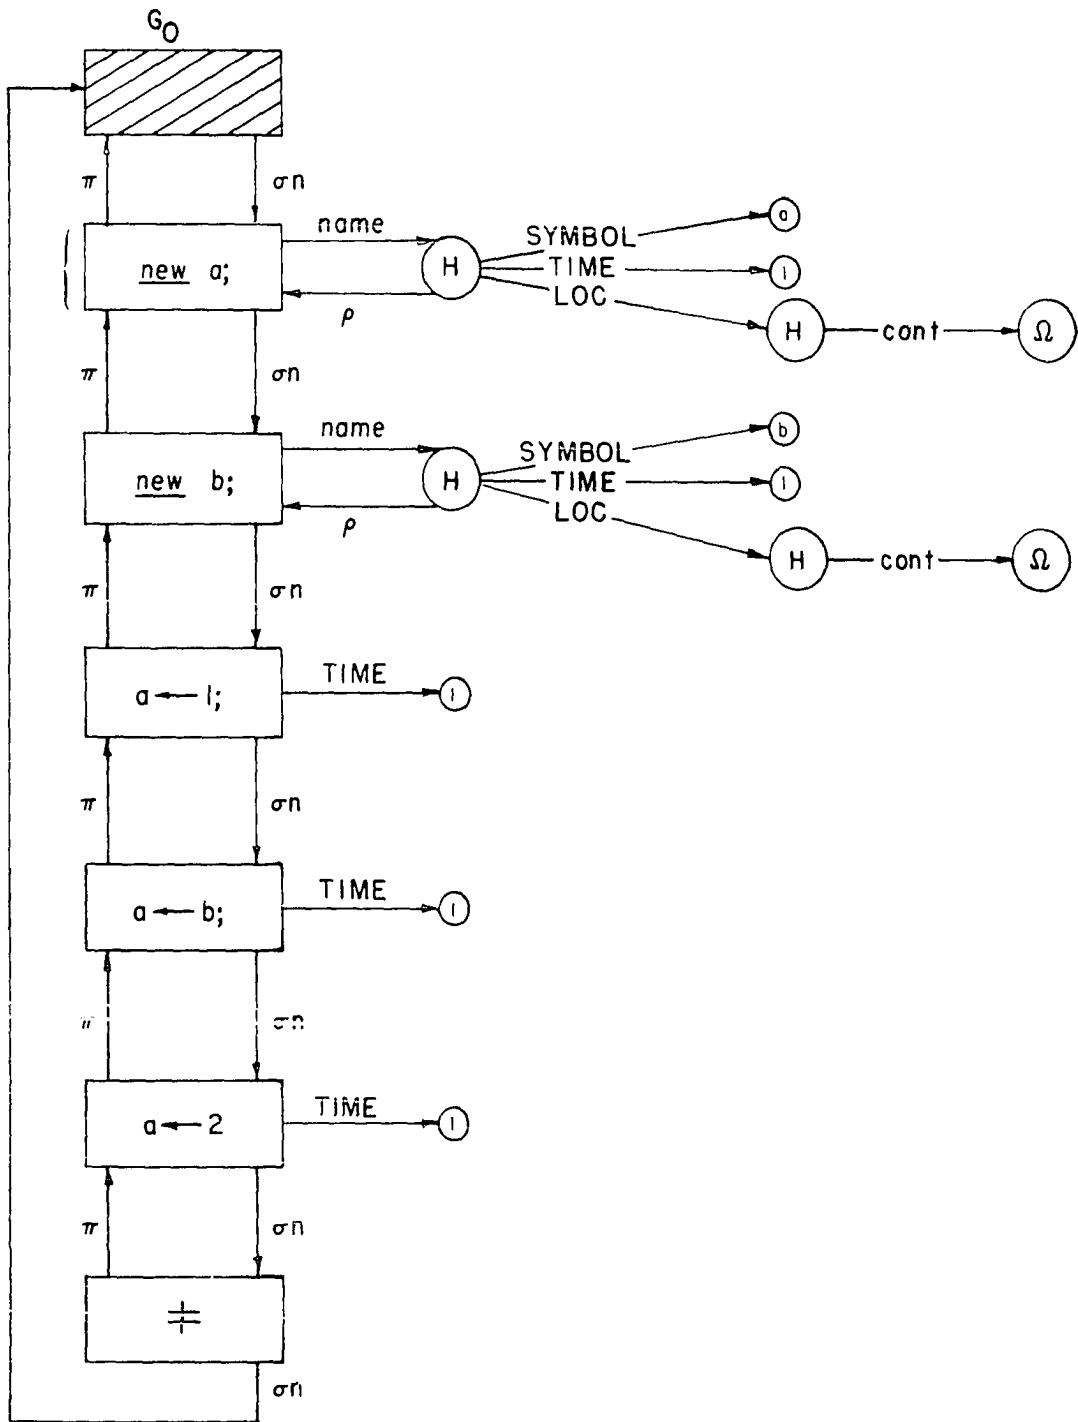 G0
π σn
name
SYMBOL a
( new a; H TIME 1
LOC
ρ H cont Ω
π σn
name
SYMBOL b
new b; H TIME 1
LOC
ρ
H cont Ω
π σn
a ← 1; TIME 1
π σn
a ← b; TIME 1
π σn
a ← 2 TIME 1
π σn
σn